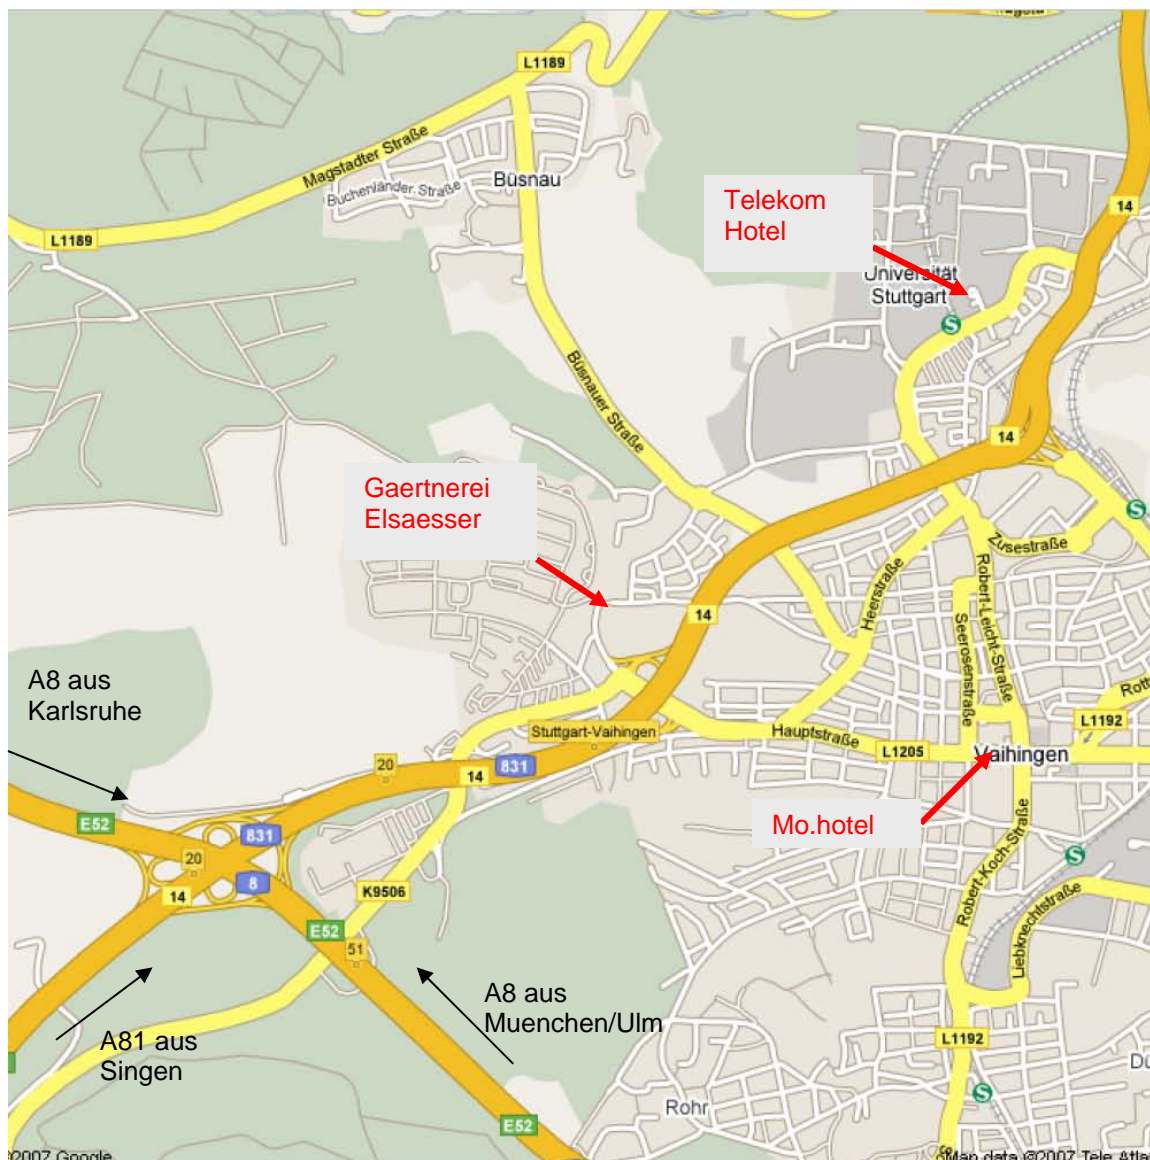 L1189
Magstadter Straße
Buchenländer Straße
Büsnau
L1189
Telekom
Hotel
14
Universität
Stuttgart
S
Büsnauer Straße
14
Gaertnerei
Elsaesser
S
Zusestraße
Heerstraße
Robert-Leicht-Straße
Seerosenstraße
14
A8 aus
Karlsruhe
L1192
Stuttgart-Vaihingen
Hauptstraße
L1205
Vaihingen
20
14
831
E52
831
Mo.hotel
20
8
14
K9506
S
Robert-Koch-Straße
Liebknechtstraße
E52
51
A8 aus
Muenchen/Ulm
A81 aus
Singen
L1192
S
Rohr
E52
©2007 Google
Map data ©2007 Tele Atla